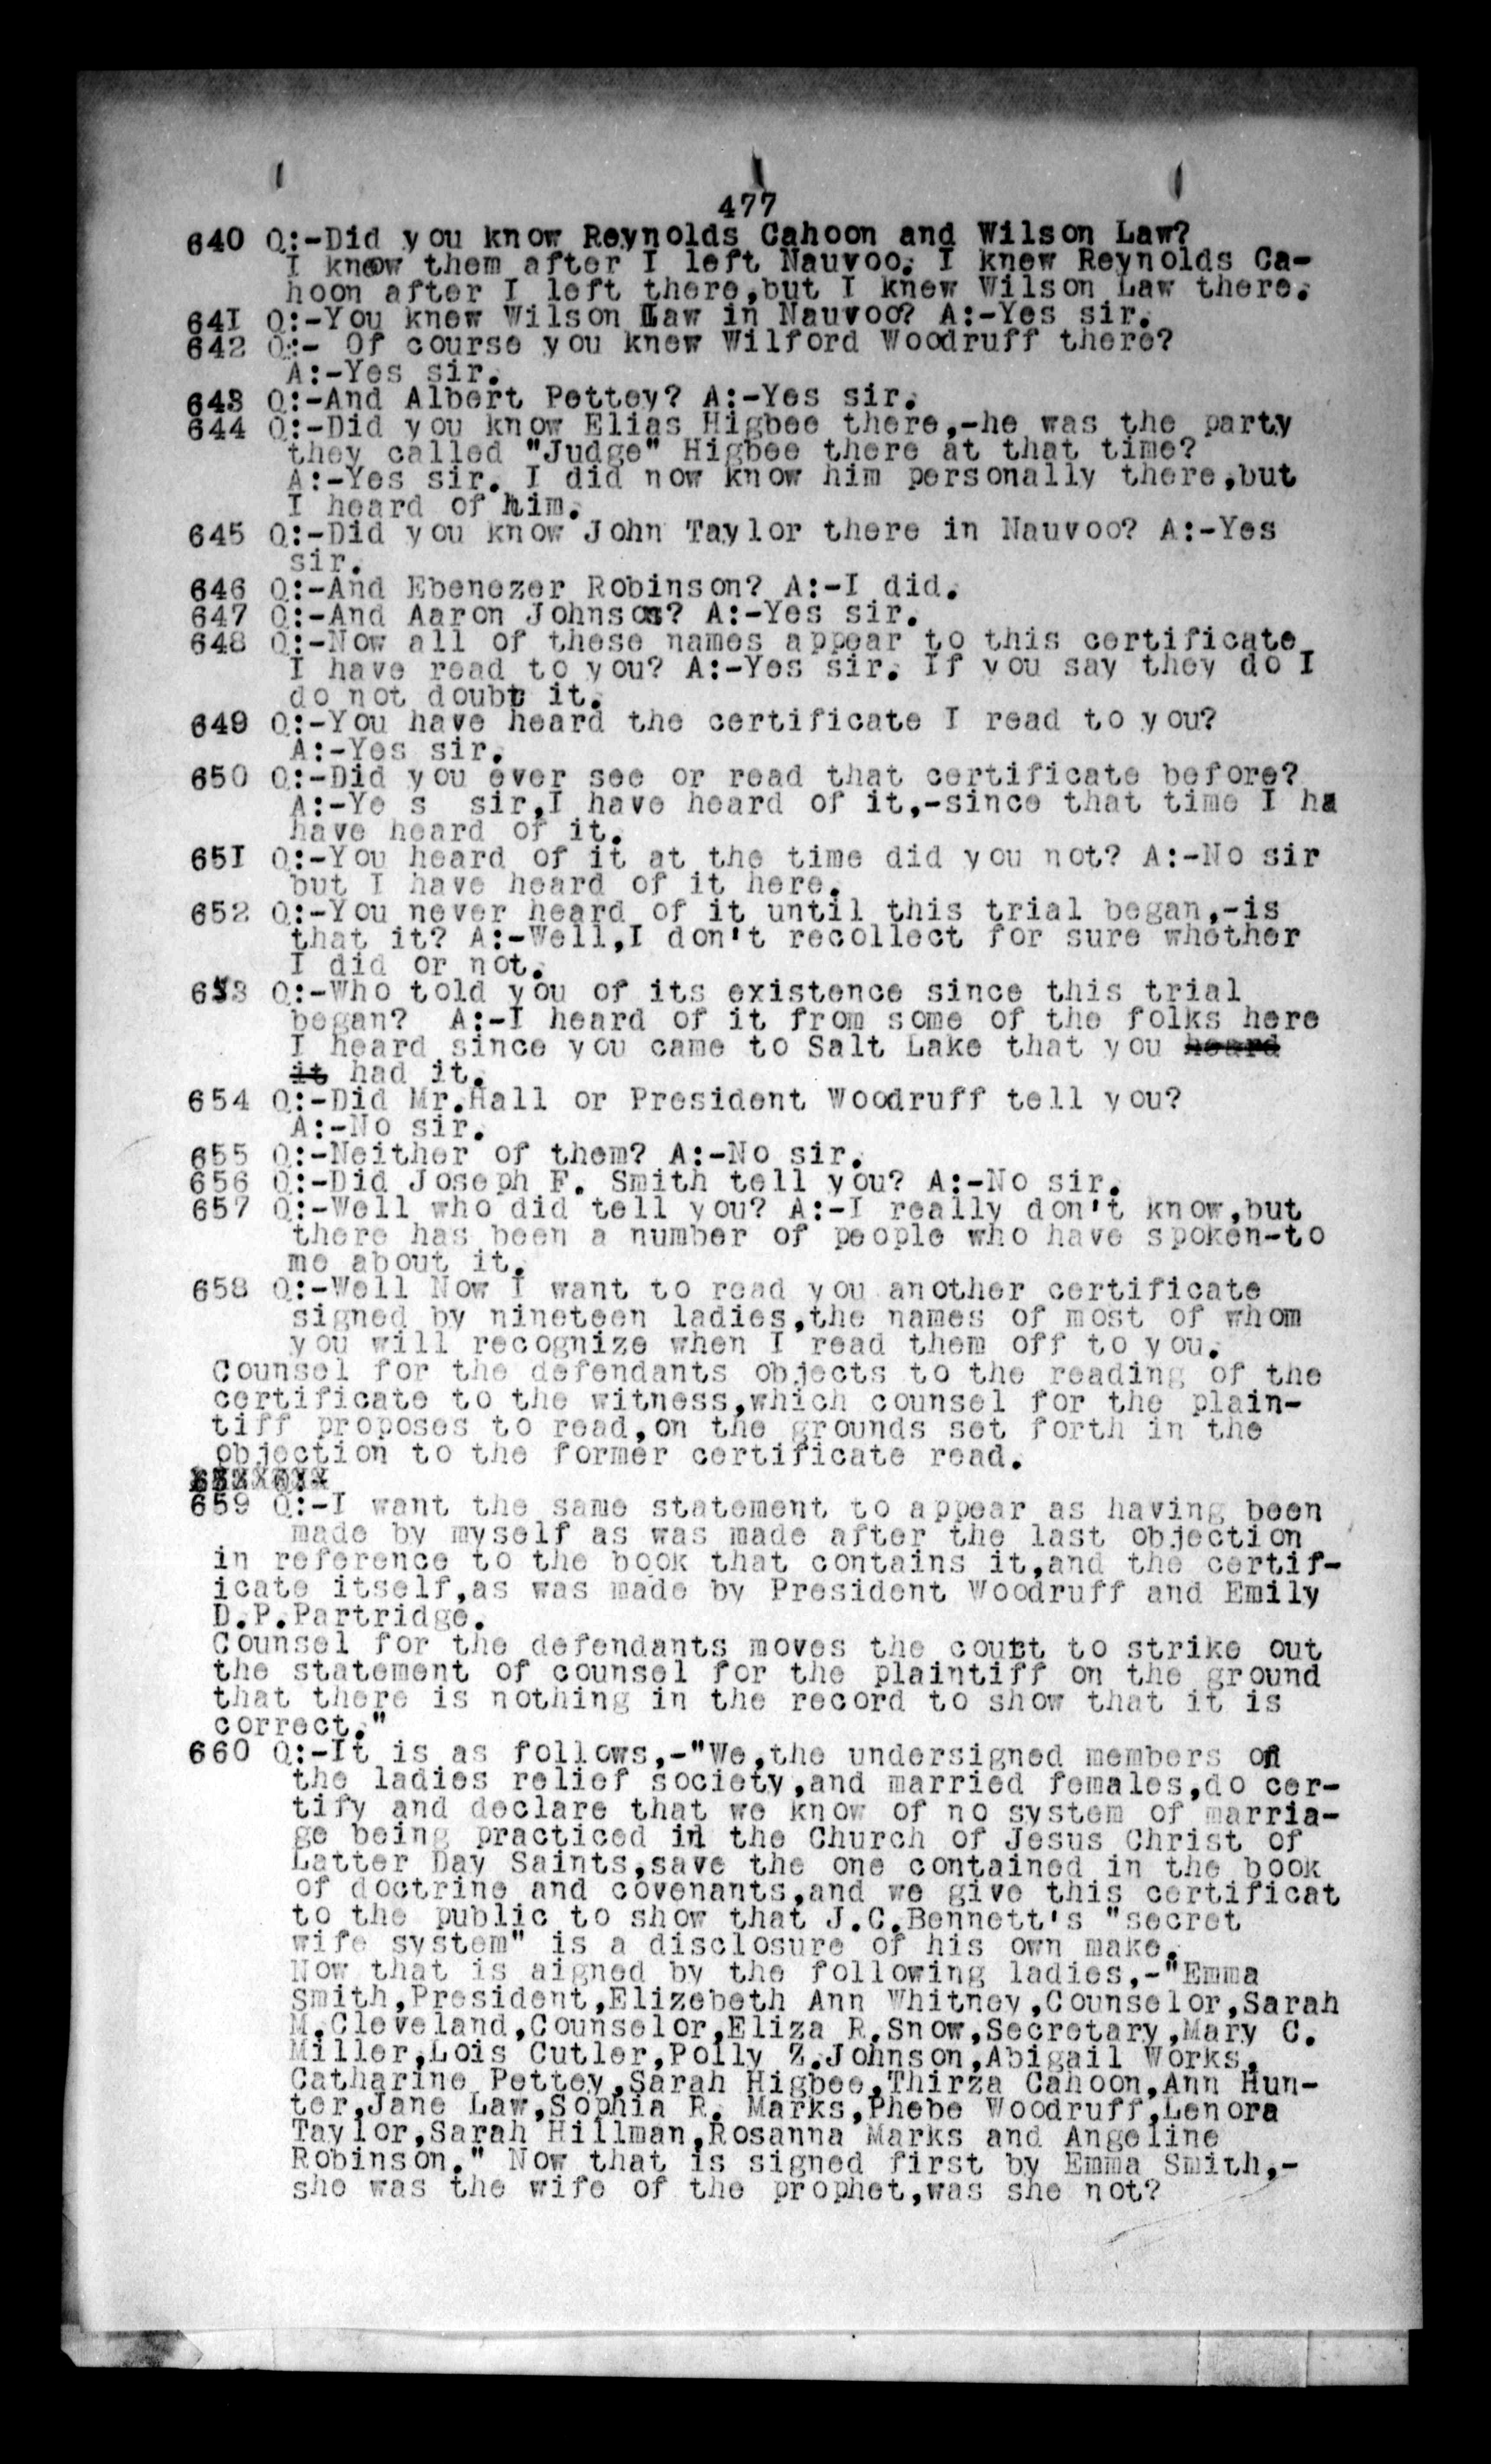 477
640 Q:-Did you know Reynolds Cahoon and Wilson Law?
I know them after I left Nauvoo. I knew Reynolds Ca-
hoon after I left there,but I knew Wilson Law there.
641 Q:-You knew Wilson Law in Nauvoo? A:-Yes sir.
642 Q:- Of course you knew Wilford Woodruff there?
A:-Yes sir.
643 Q:-And Albert Pettey? A:-Yes sir.
644 Q:-Did you know Elias Higbee there,-he was the party
they called "Judge" Higbee there at that time?
A:-Yes sir. I did now know him personally there,but
I heard of him.
645 Q:-Did you know John Taylor there in Nauvoo? A:-Yes
sir.
646 Q:-And Ebenezer Robinson? A:-I did.
647 Q:-And Aaron Johnson? A:-Yes sir.
648 Q:-Now all of these names appear to this certificate
I have read to you? A:-Yes sir. If you say they do I
do not doubt it.
649 Q:-You have heard the certificate I read to you?
A:-Yes sir.
650 Q:-Did you ever see or read that certificate before?
A:-Ye s sir,I have heard of it,-since that time I ha
have heard of it.
651 Q:-You heard of it at the time did you not? A:-No sir
but I have heard of it here.
652 Q:-You never heard of it until this trial began,-is
that it? A:-Well,I don't recollect for sure whether
I did or not.
653 Q:-Who told you of its existence since this trial
began? A:-I heard of it from some of the folks here
I heard since you came to Salt Lake that you heard
it had it.
654 Q:-Did Mr.Hall or President Woodruff tell you?
A:-No sir.
655 Q:-Neither of them? A:-No sir.
656 Q:-Did Joseph F. Smith tell you? A:-No sir.
657 Q:-Well who did tell you? A:-I really don't know,but
there has been a number of people who have spoken-to
me about it.
658 Q:-Well Now I want to read you another certificate
signed by nineteen ladies,the names of most of whom
you will recognize when I read them off to you.
Counsel for the defendants objects to the reading of the
certificate to the witness,which counsel for the plain-
tiff proposes to read,on the grounds set forth in the
objection to the former certificate read.
659 Q:-I want the same statement to appear as having been
made by myself as was made after the last objection
in reference to the book that contains it,and the certif-
icate itself,as was made by President Woodruff and Emily
D.P.Partridge.
Counsel for the defendants moves the court to strike out
the statement of counsel for the plaintiff on the ground
that there is nothing in the record to show that it is
correct."
660 Q:-It is as follows,-"We,the undersigned members of
the ladies relief society,and married females,do cer-
tify and declare that we know of no system of marria-
ge being practiced in the Church of Jesus Christ of
Latter Day Saints,save the one contained in the book
of doctrine and covenants,and we give this certificat
to the public to show that J.C.Bennett's "secret
wife system" is a disclosure of his own make.
Now that is aigned by the following ladies,-"Emma
Smith,President,Elizebeth Ann Whitney,Counselor,Sarah
M.Cleveland,Counselor,Eliza R.Snow,Secretary,Mary C.
Miller,Lois Cutler,Polly Z.Johnson,Abigail Works,
Catharine Pettey,Sarah Higbee,Thirza Cahoon,Ann Hun-
ter,Jane Law,Sophia R. Marks,Phebe Woodruff,Lenora
Taylor,Sarah Hillman,Rosanna Marks and Angeline
Robinson." Now that is signed first by Emma Smith,-
she was the wife of the prophet,was she not?